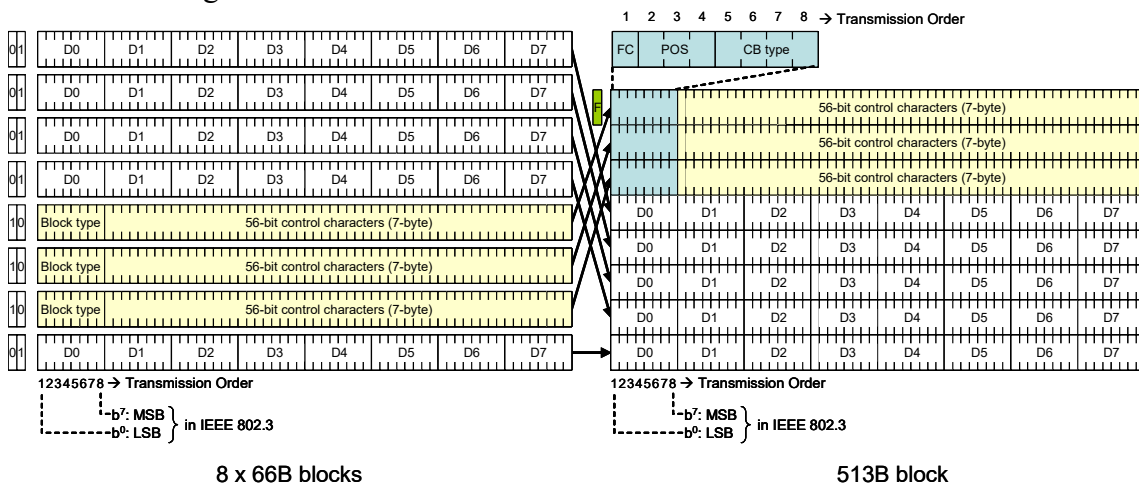 1 2 3 4 5 6 7 8 → Transmission Order
FC POS CB type
01 D0 D1 D2 D3 D4 D5 D6 D7
01 D0 D1 D2 D3 D4 D5 D6 D7
F 56-bit control characters (7-byte)
01 D0 D1 D2 D3 D4 D5 D6 D7
56-bit control characters (7-byte)
01 D0 D1 D2 D3 D4 D5 D6 D7
56-bit control characters (7-byte)
10 Block type 56-bit control characters (7-byte)
D0 D1 D2 D3 D4 D5 D6 D7
10 Block type 56-bit control characters (7-byte)
D0 D1 D2 D3 D4 D5 D6 D7
D0 D1 D2 D3 D4 D5 D6 D7
10 Block type 56-bit control characters (7-byte)
D0 D1 D2 D3 D4 D5 D6 D7
01 D0 D1 D2 D3 D4 D5 D6 D7
D0 D1 D2 D3 D4 D5 D6 D7
12345678 → Transmission Order
12345678 → Transmission Order
b⁷: MSB
b⁰: LSB
in IEEE 802.3
b⁷: MSB
b⁰: LSB
in IEEE 802.3
8 x 66B blocks
513B block